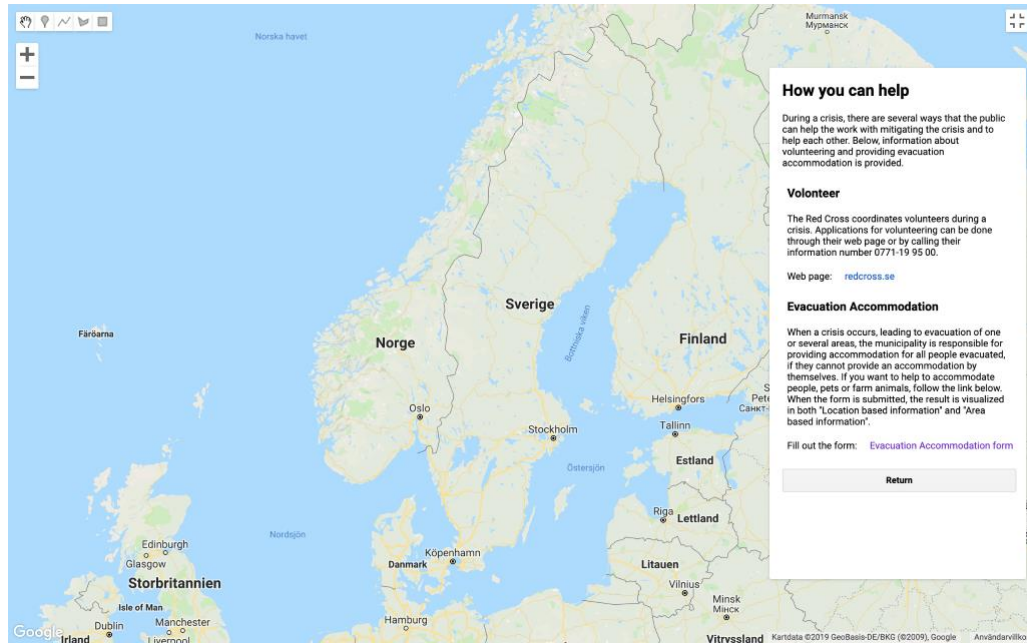 Norska havet
Murmansk
Мурманск
Färöarna
Norge
Sverige
Finland
Bottniska viken
Oslo
Stockholm
Helsingfors
Tallinn
Estland
Östersjön
Riga
Lettland
Nordsjön
Edinburgh
Glasgow
Storbritannien
Isle of Man
Dublin
Irland
Manchester
Liverpool
Danmark
Köpenhamn
Hamburg
Litauen
Vilnius
Minsk
Мінск
Vitryssland
Google
Kartdata ©2019 GeoBasis-DE/BKG (©2009), Google
Användarvillko
How you can help
During a crisis, there are several ways that the public
can help the work with mitigating the crisis and to
help each other. Below, information about
volunteering and providing evacuation
accommodation is provided.
Volonteer
The Red Cross coordinates volunteers during a
crisis. Applications for volunteering can be done
through their web page or by calling their
information number 0771-19 95 00.
Web page: redcross.se
Evacuation Accommodation
When a crisis occurs, leading to evacuation of one
or several areas, the municipality is responsible for
providing accommodation for all people evacuated,
if they cannot provide an accommodation by
themselves. If you want to help to accommodate
people, pets or farm animals, follow the link below.
When the form is submitted, the result is visualized
in both "Location based information" and "Area
based information".
Fill out the form: Evacuation Accommodation form
Return